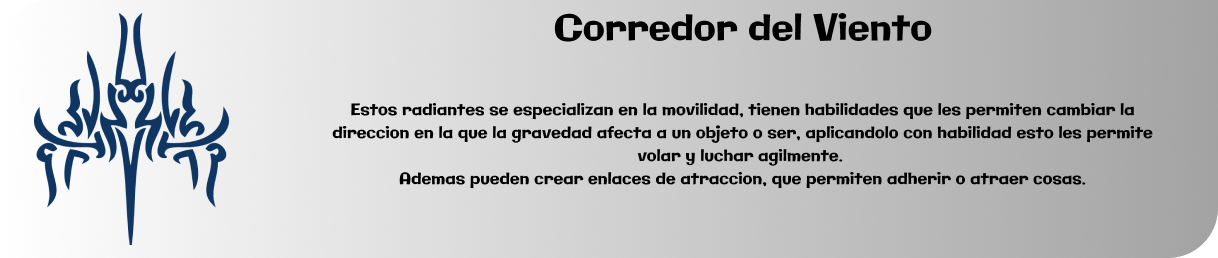 Corredor del Viento
Estos radiantes se especializan en la movilidad, tienen habilidades que les permiten cambiar la
direccion en la que la gravedad afecta a un objeto o ser, aplicandolo con habilidad esto les permite
volar y luchar agilmente.
Ademas pueden crear enlaces de atraccion, que permiten adherir o atraer cosas.